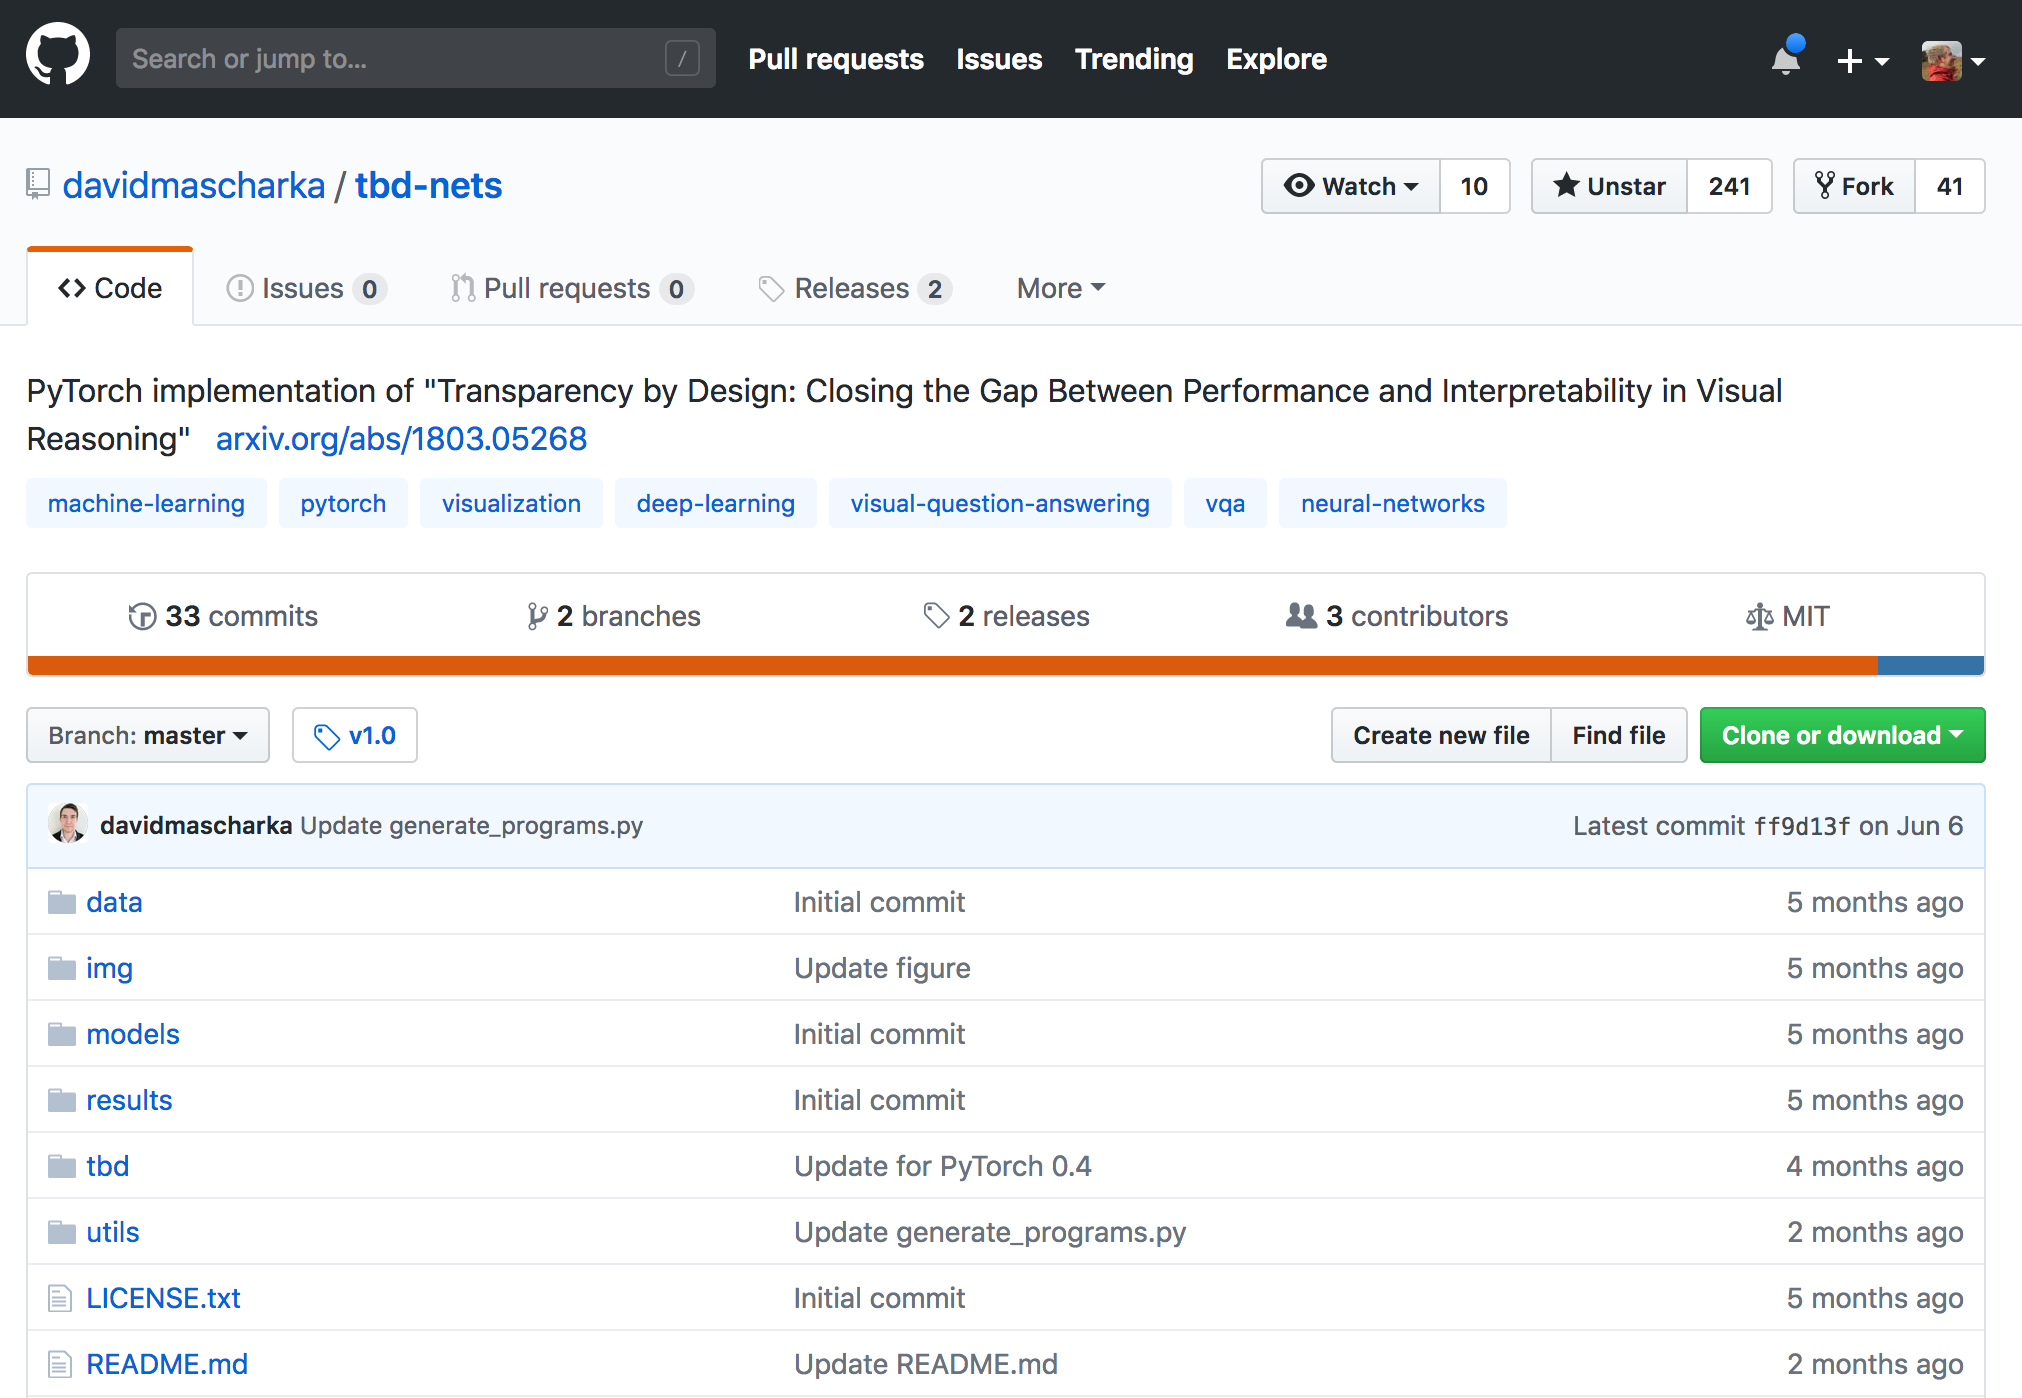 Search or jump to... /
Pull requests Issues Trending Explore
davidmascharka / tbd-nets
Watch 10 Unstar 241 Fork 41
Code Issues 0 Pull requests 0 Releases 2 More
PyTorch implementation of "Transparency by Design: Closing the Gap Between Performance and Interpretability in Visual
Reasoning" arxiv.org/abs/1803.05268
machine-learning pytorch visualization deep-learning visual-question-answering vqa neural-networks
33 commits 2 branches 2 releases 3 contributors MIT
Branch: master v1.0 Create new file Find file Clone or download
davidmascharka Update generate_programs.py Latest commit ff9d13f on Jun 6
data Initial commit 5 months ago
img Update figure 5 months ago
models Initial commit 5 months ago
results Initial commit 5 months ago
tbd Update for PyTorch 0.4 4 months ago
utils Update generate_programs.py 2 months ago
LICENSE.txt Initial commit 5 months ago
README.md Update README.md 2 months ago